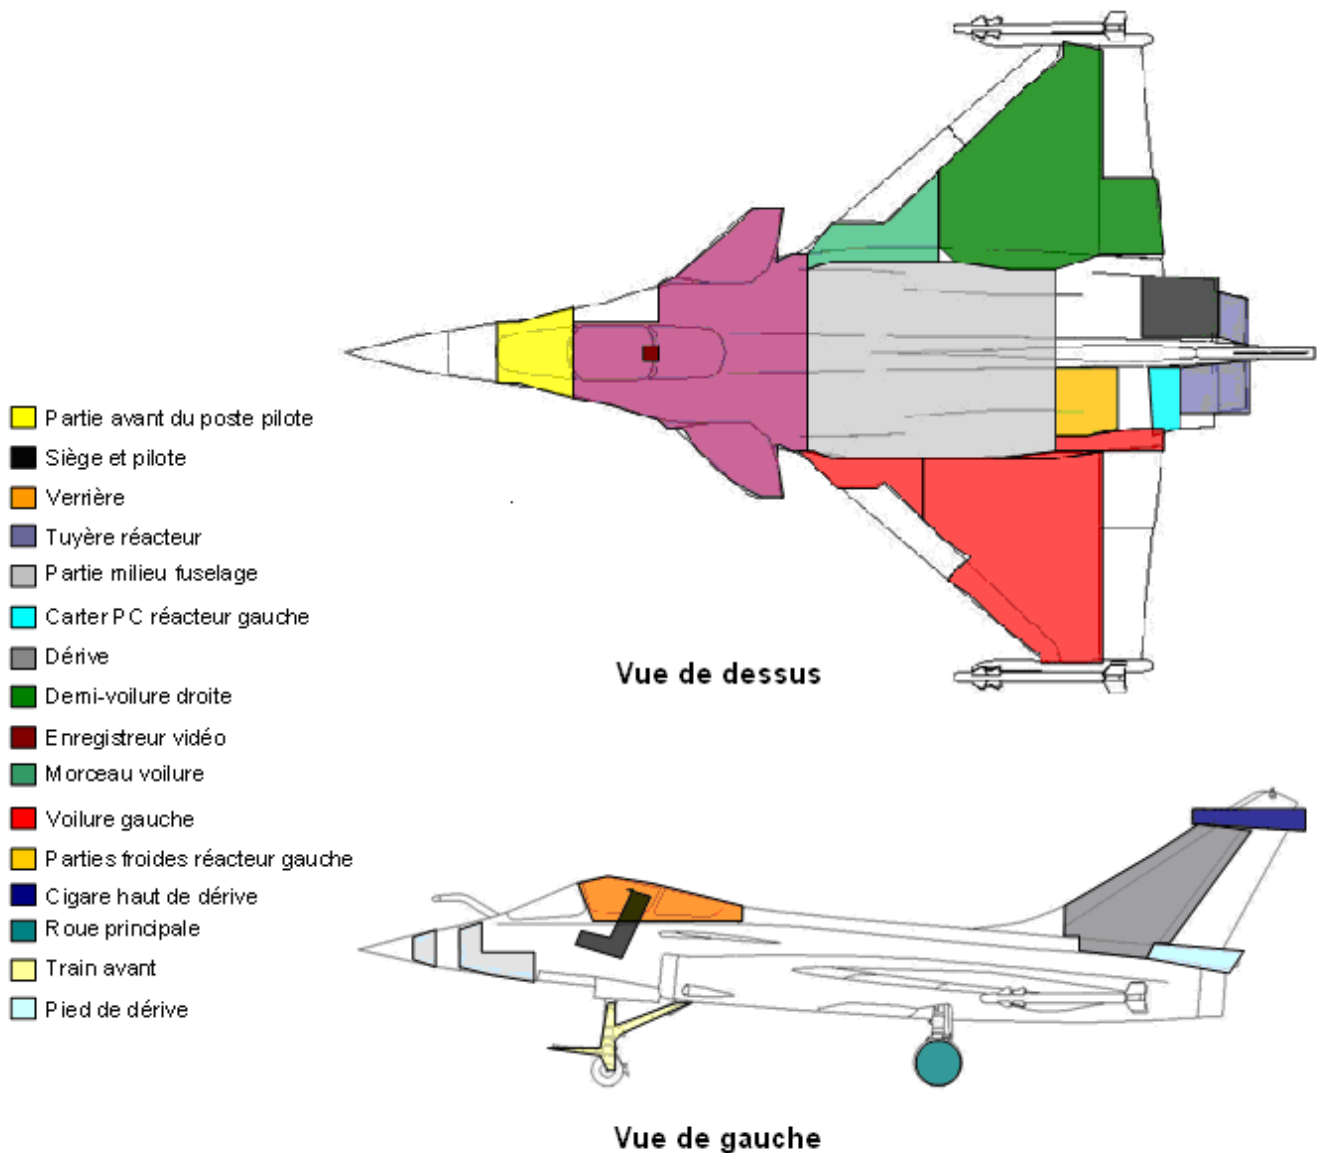 Partie avant du poste pilote
Siège et pilote
Verrière
Tuyère réacteur
Partie milieu fuselage
Carter PC réacteur gauche
Dérive
Demi-voilure droite
Enregistreur vidéo
Morceau voilure
Voilure gauche
Parties froides réacteur gauche
Cigare haut de dérive
Roue principale
Train avant
Pied de dérive
Vue de dessus
Vue de gauche